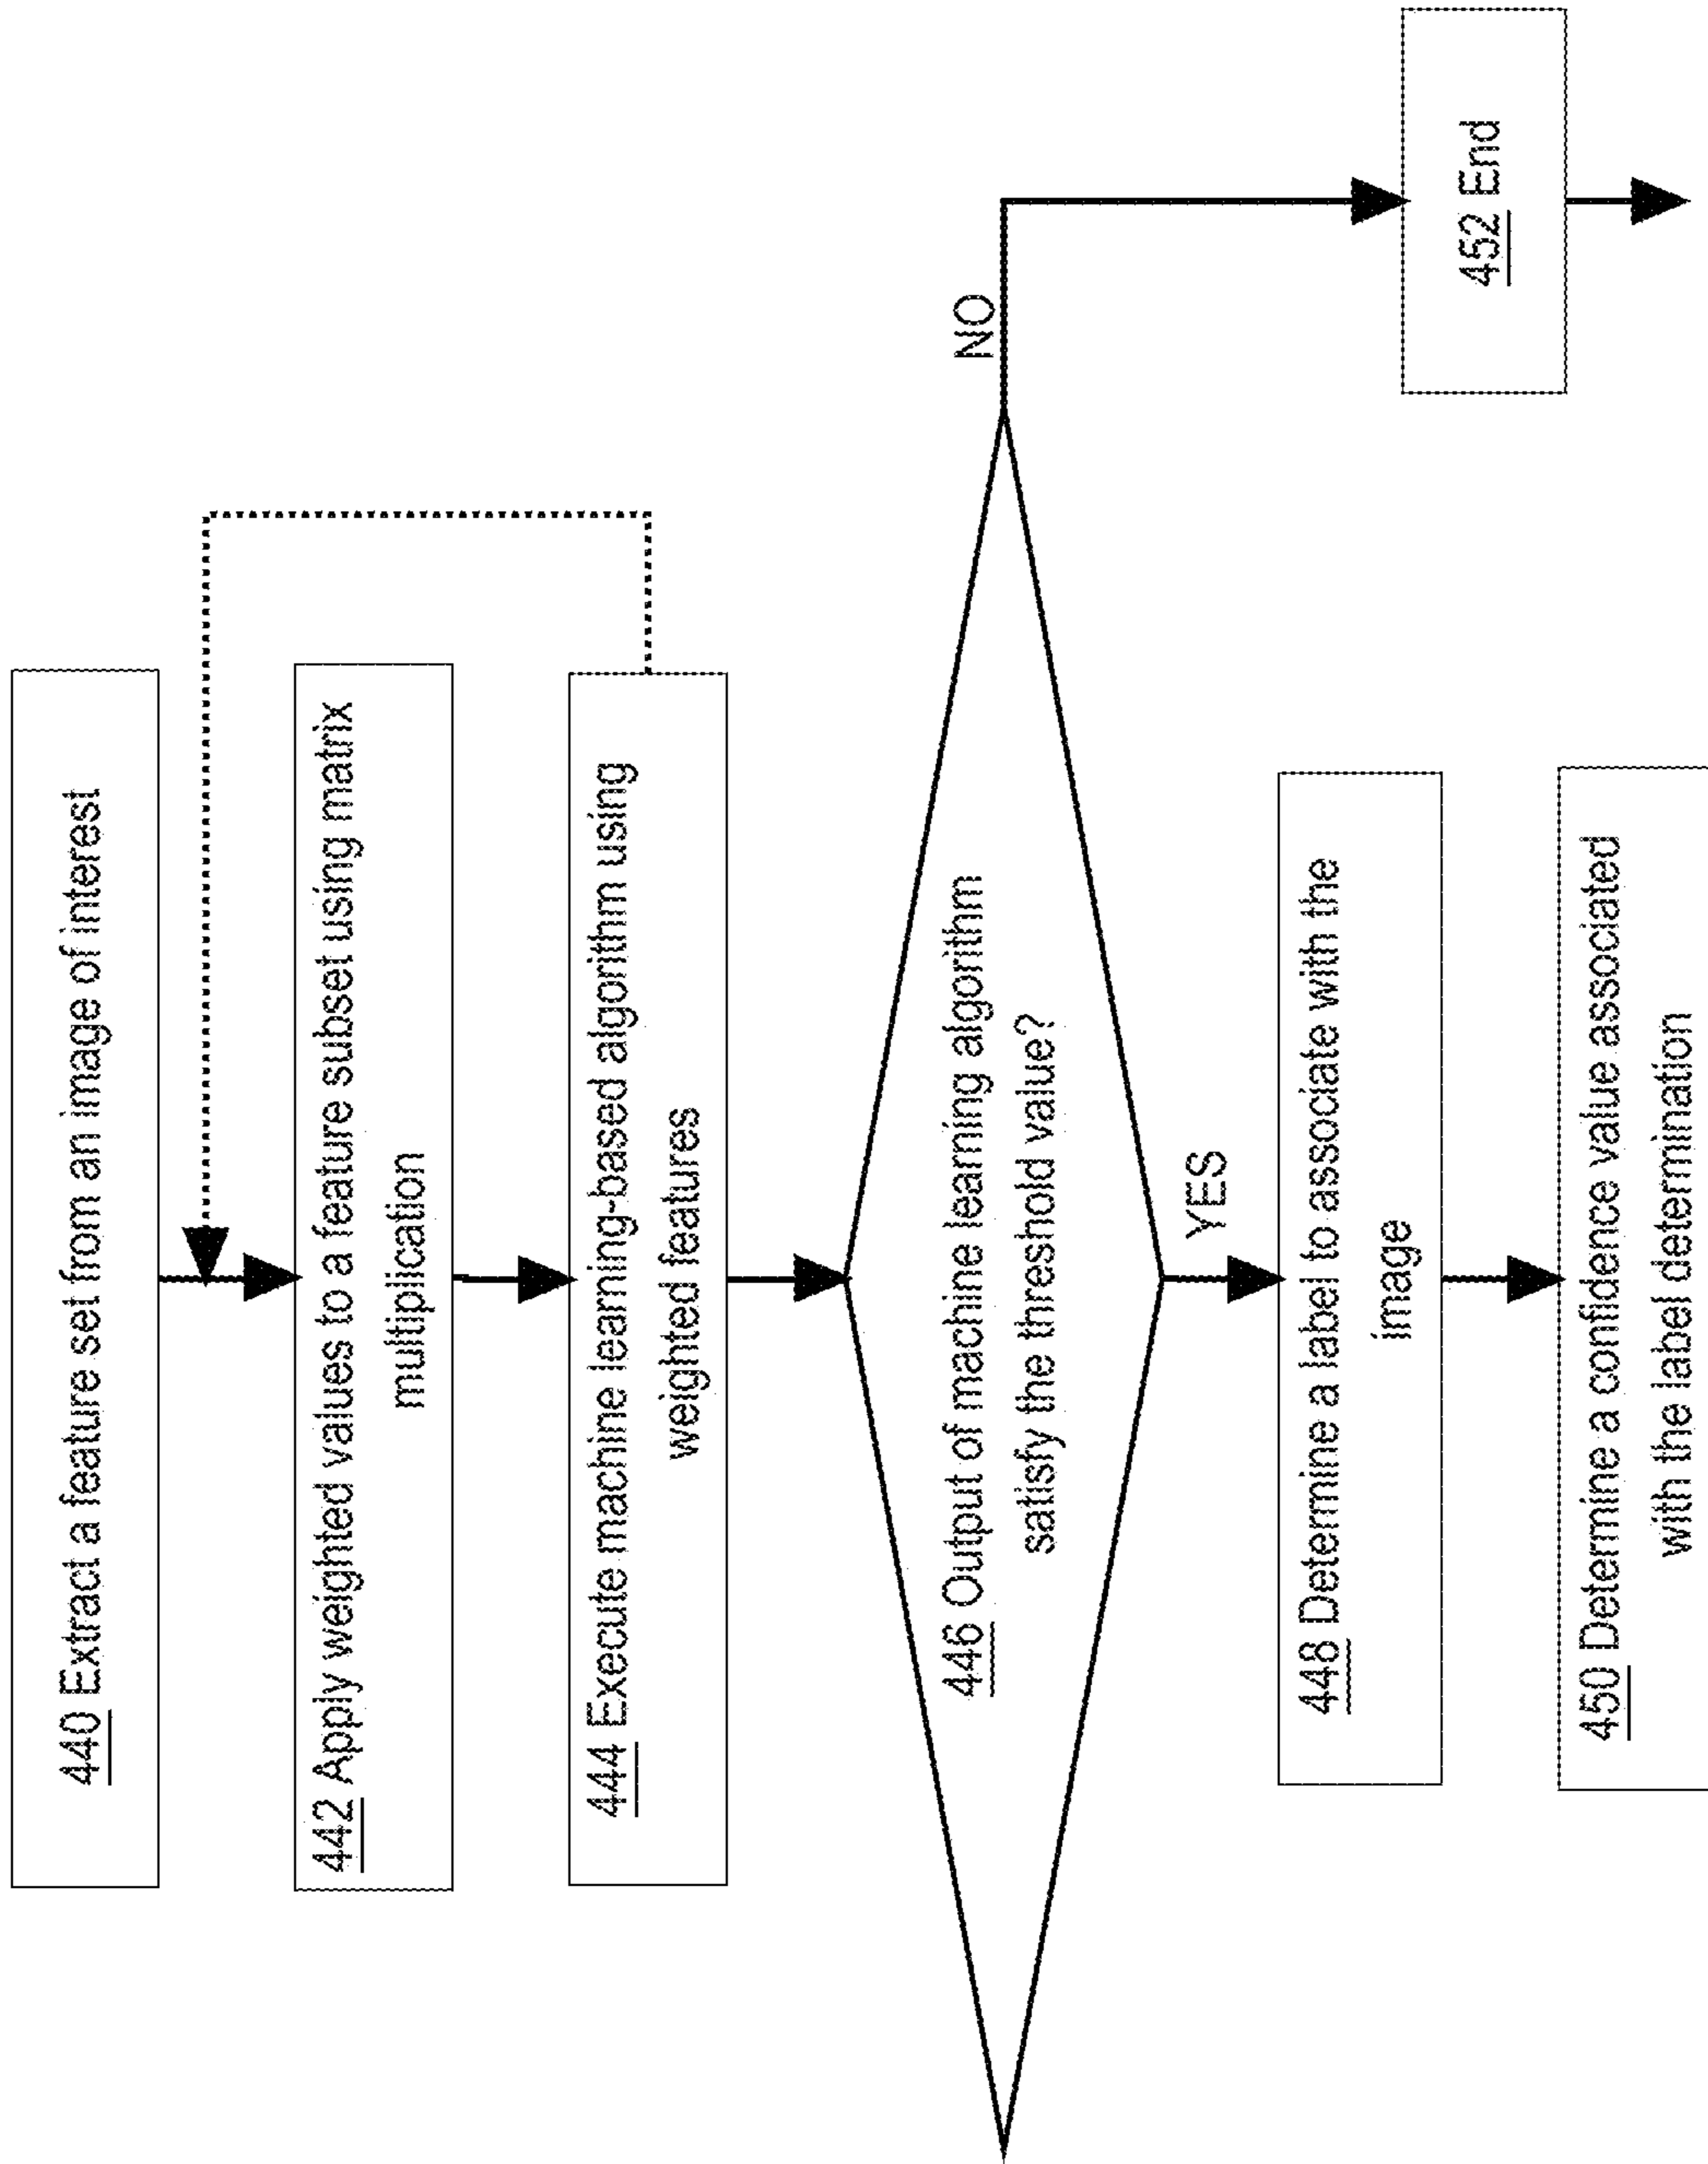 440 Extract a feature set from an image of interest
442 Apply weighted values to a feature subset using matrix
multiplication
444 Execute machine learning-based algorithm using
weighted features
446 Output of machine learning algorithm
satisfy the threshold value?
NO
YES
448 Determine a label to associate with the
image
450 Determine a confidence value associated
with the label determination
452 End